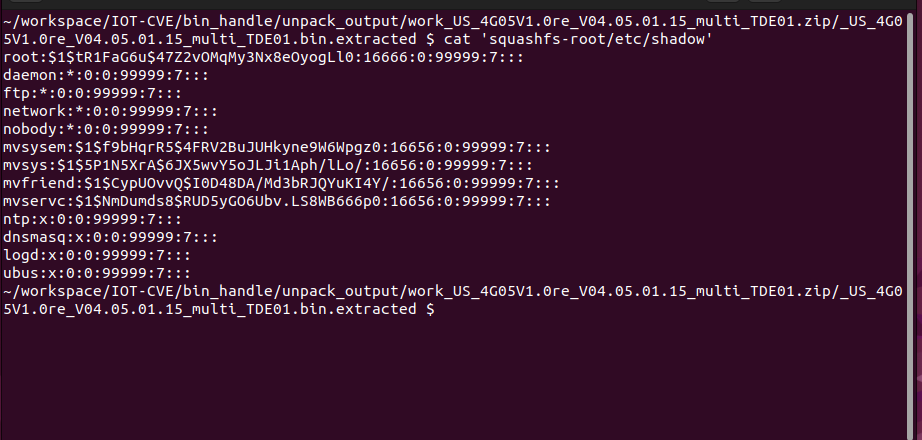 ~/workspace/IOT-CVE/bin_handle/unpack_output/work_US_4G05V1.0re_V04.05.01.15_multi_TDE01.zip/_US_4G0
5V1.0re_V04.05.01.15_multi_TDE01.bin.extracted $ cat 'squashfs-root/etc/shadow'
root:$1$tR1FaG6u$47Z2vOMqMy3Nx8eOyogLl0:16666:0:99999:7:::
daemon:*:0:0:99999:7:::
ftp:*:0:0:99999:7:::
network:*:0:0:99999:7:::
nobody:*:0:0:99999:7:::
mvsysem:$1$f9bHqrR5$4FRV2BuJUHkyne9W6Wpgz0:16656:0:99999:7:::
mvsys:$1$5P1N5XrA$6JX5wvY5oJLJi1Aph/lLo/:16656:0:99999:7:::
mvfriend:$1$CypUOvvQ$I0D48DA/Md3bRJQYuKI4Y/:16656:0:99999:7:::
mvservc:$1$NmDumds8$RUD5yGO6Ubv.LS8WB666p0:16656:0:99999:7:::
ntp:x:0:0:99999:7:::
dnsmasq:x:0:0:99999:7:::
logd:x:0:0:99999:7:::
ubus:x:0:0:99999:7:::
~/workspace/IOT-CVE/bin_handle/unpack_output/work_US_4G05V1.0re_V04.05.01.15_multi_TDE01.zip/_US_4G0
5V1.0re_V04.05.01.15_multi_TDE01.bin.extracted $